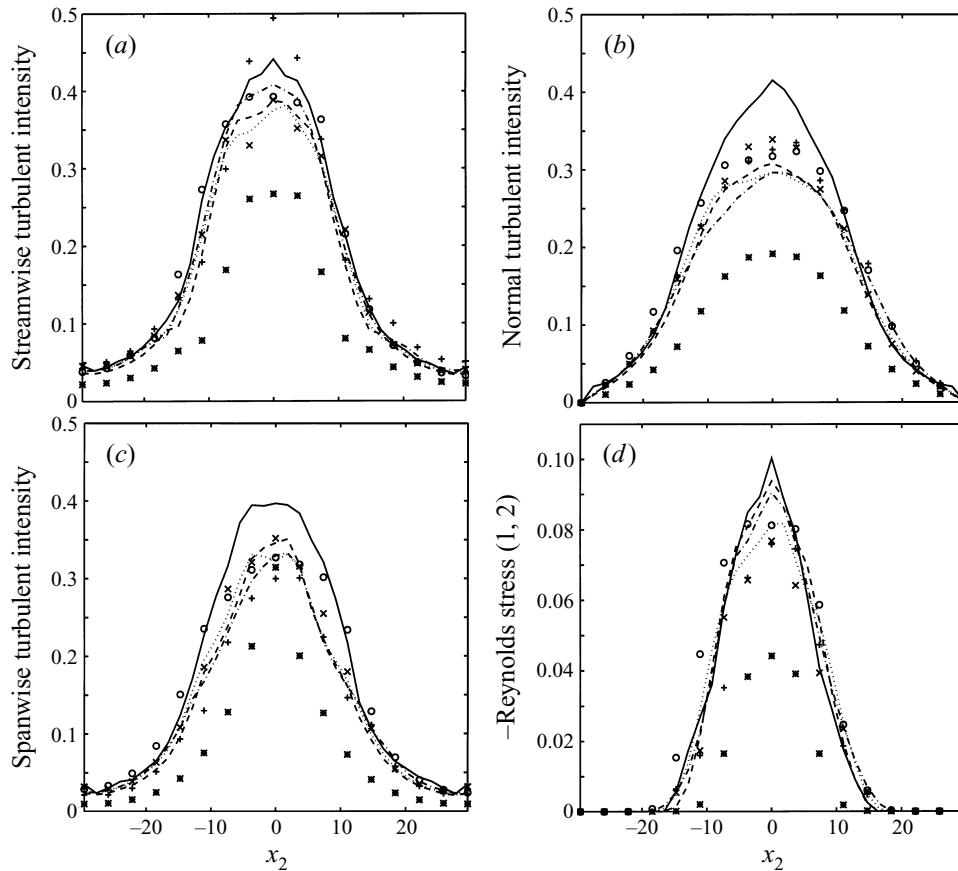 0.5
(a)
0.4
0.3
0.2
0.1
0
Streamwise turbulent intensity
0.5
(b)
0.4
0.3
0.2
0.1
0
Normal turbulent intensity
0.5
(c)
0.4
0.3
0.2
0.1
0
Spanwise turbulent intensity
−20 −10 0 10 20
x2
(d)
0.10
0.08
0.06
0.04
0.02
0
–Reynolds stress (1, 2)
−20 −10 0 10 20
x2